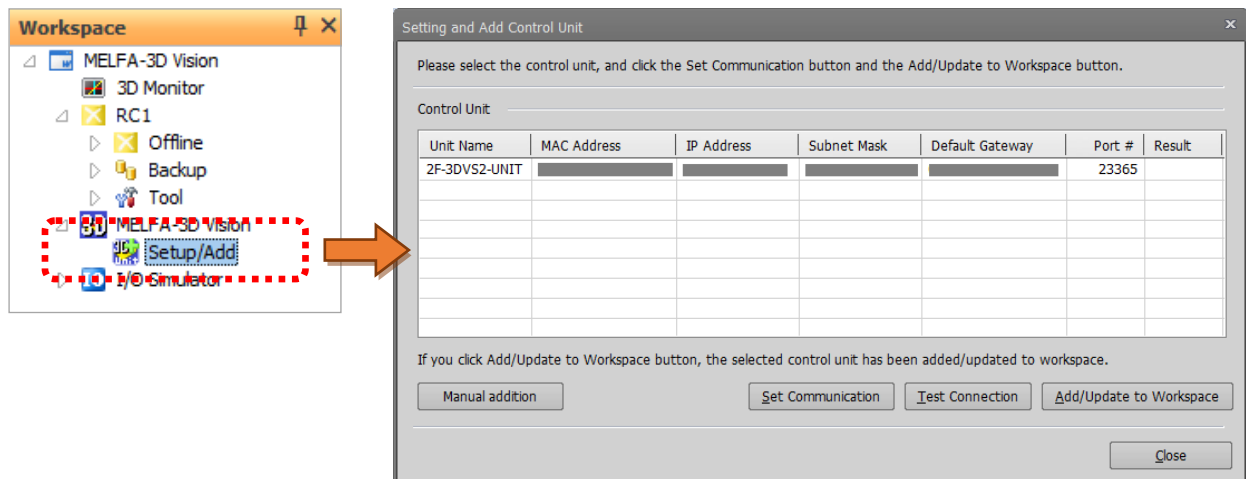 Workspace
MELFA-3D Vision
3D Monitor
RC1
Offline
Backup
Tool
MELFA-3D Vision
Setup/Add
I/O Simulator
Setting and Add Control Unit
Please select the control unit, and click the Set Communication button and the Add/Update to Workspace button.
Control Unit
Unit Name MAC Address IP Address Subnet Mask Default Gateway Port # Result
2F-3DVS2-UNIT 23365
If you click Add/Update to Workspace button, the selected control unit has been added/updated to workspace.
Manual addition Set Communication Test Connection Add/Update to Workspace
Close